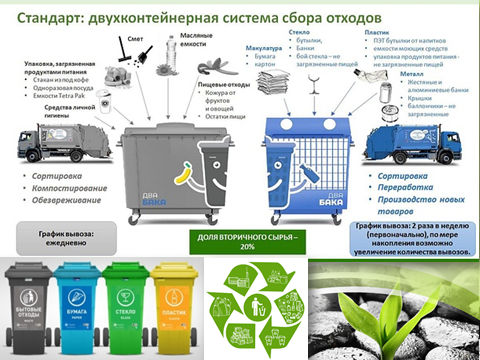 Стандарт: двухконтейнерная система сбора отходов
Смет
Масляные
емкости
Упаковка, загрязненная
продуктами питания
• Стакан из под кофе
• Одноразовая посуда
• Емкости Tetra Pak
Средства личной
гигиены
Пищевые отходы
• Кожура от
фруктов
и овощей
• Остатки пищи
Макулатура
• Бумага
• картон
Стекло
• бутылки,
• Банки
• бой стекла – не
загрязненные пищей
Пластик
• ПЭТ бутылки от напитков
• емкости моющих средств
• упаковка продуктов питания -
не загрязненные пищей
Металл
• Жестяные и
алюминиевые банки
• Крышки
• баллончики – не
загрязненные
ДВА
БАКА
ДВА
БАКА
• Сортировка
• Компостирование
• Обезвреживание
• Сортировка
• Переработка
• Производство новых
товаров
График вывоза:
ежедневно
ДОЛЯ ВТОРИЧНОГО СЫРЬЯ –
20%
График вывоза: 2 раза в неделю
(первоначально), по мере
накопления возможно
увеличение количества вывозов.
БЫТОВЫЕ
ОТХОДЫ
БУМАГА
PAPER
СТЕКЛО
GLASS
ПЛАСТИК
PLASTIC